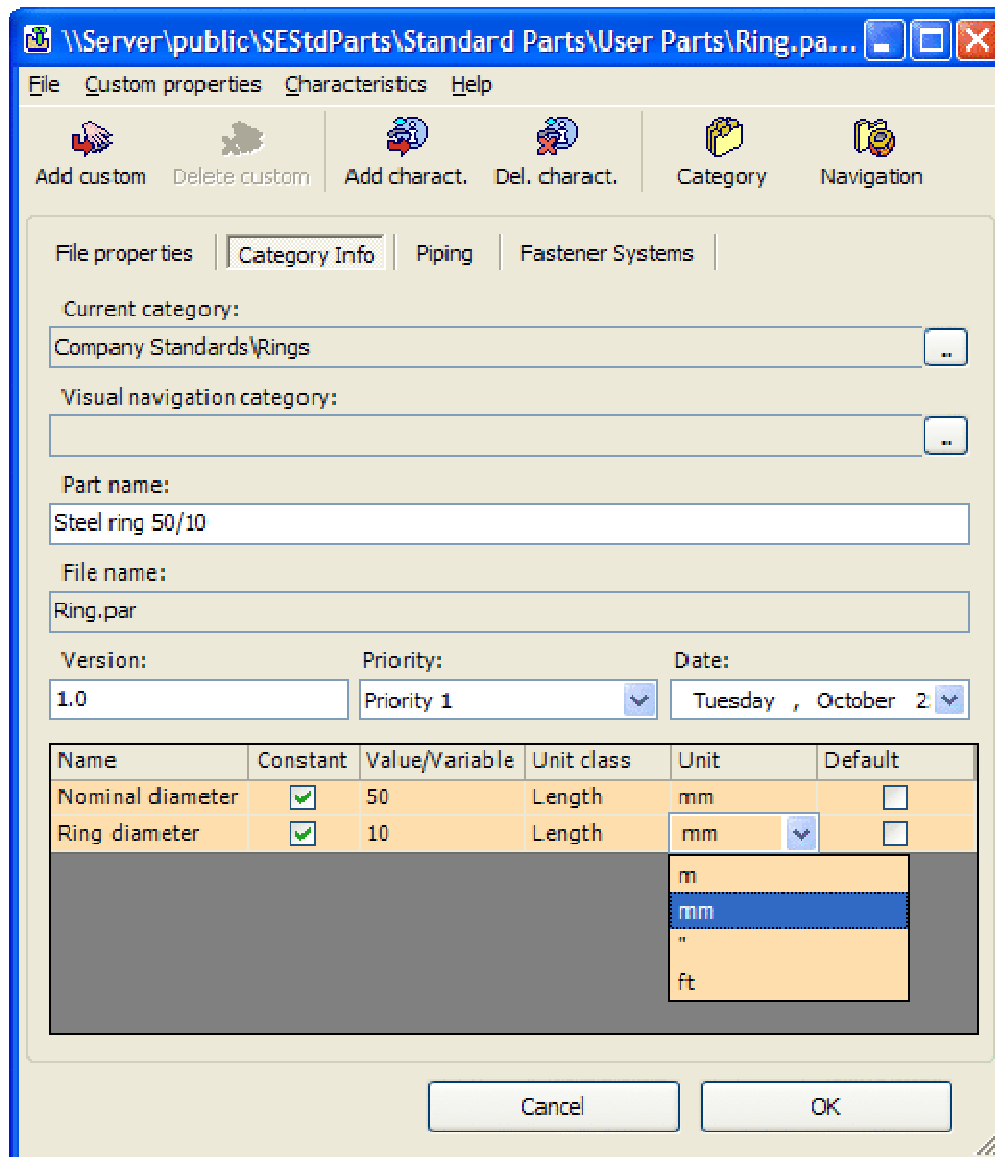 \\Server\public\SEStdParts\Standard Parts\User Parts\Ring.pa...
File Custom properties Characteristics Help
Add custom Delete custom Add charact. Del. charact. Category Navigation
File properties Category Info Piping Fastener Systems
Current category:
Company Standards\Rings
..
Visual navigation category:
..
Part name:
Steel ring 50/10
File name:
Ring.par
Version: Priority: Date:
1.0 Priority 1 Tuesday , October
Name Constant Value/Variable Unit class Unit Default
Nominal diameter 50 Length mm
Ring diameter 10 Length mm
m
mm
"
ft
Cancel OK